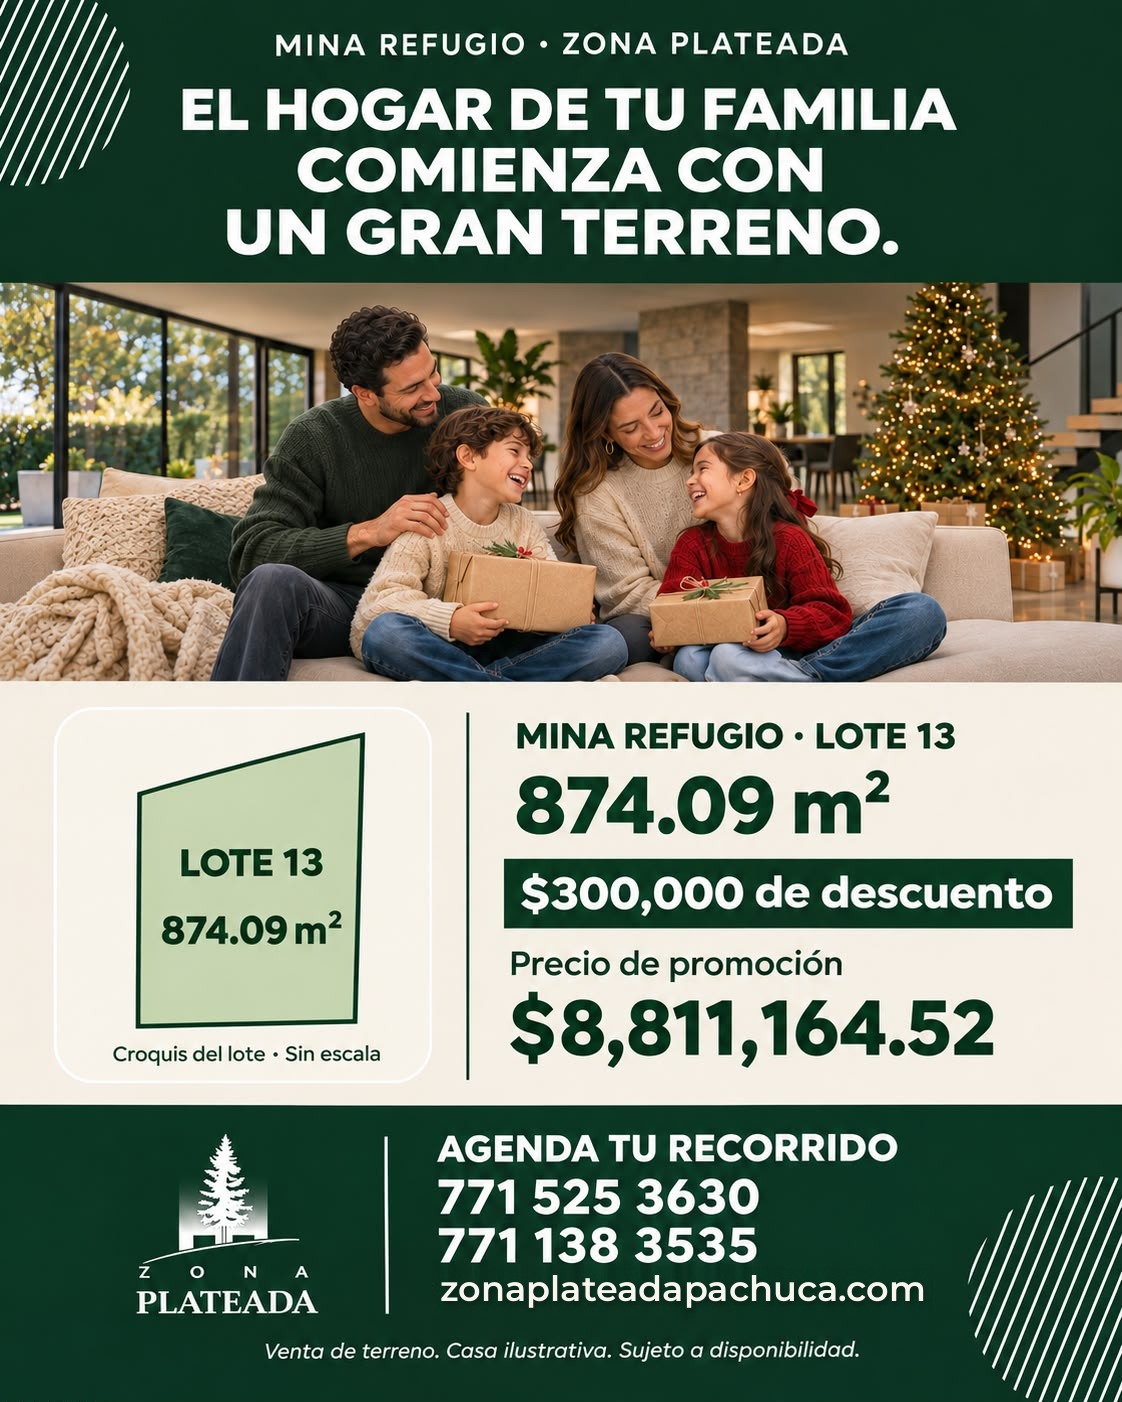 MINA REFUGIO • ZONA PLATEADA
EL HOGAR DE TU FAMILIA
COMIENZA CON
UN GRAN TERRENO.
LOTE 13
874.09 m²
Croquis del lote • Sin escala
MINA REFUGIO • LOTE 13
874.09 m²
$300,000 de descuento
Precio de promoción
$8,811,164.52
ZONA
PLATEADA
AGENDA TU RECORRIDO
771 525 3630
771 138 3535
zonaplateadapachuca.com
Venta de terreno. Casa ilustrativa. Sujeto a disponibilidad.